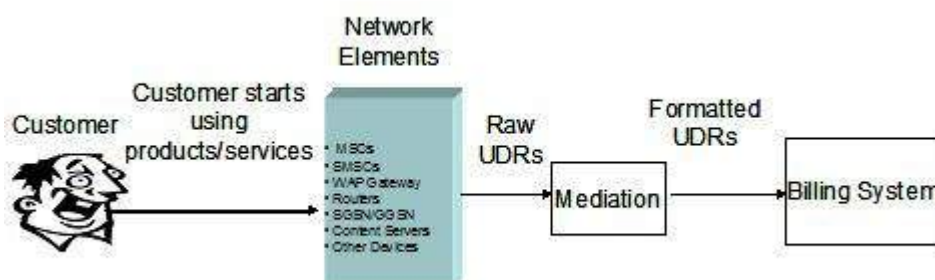 Network
Elements
Customer
Customer starts
using
products/services
• MSCs
• SMSCs
• WAP Gateway
• Routers
• SGSN/GGSN
• Content Servers
• Other Devices
Raw
UDRs
Mediation
Formatted
UDRs
Billing System